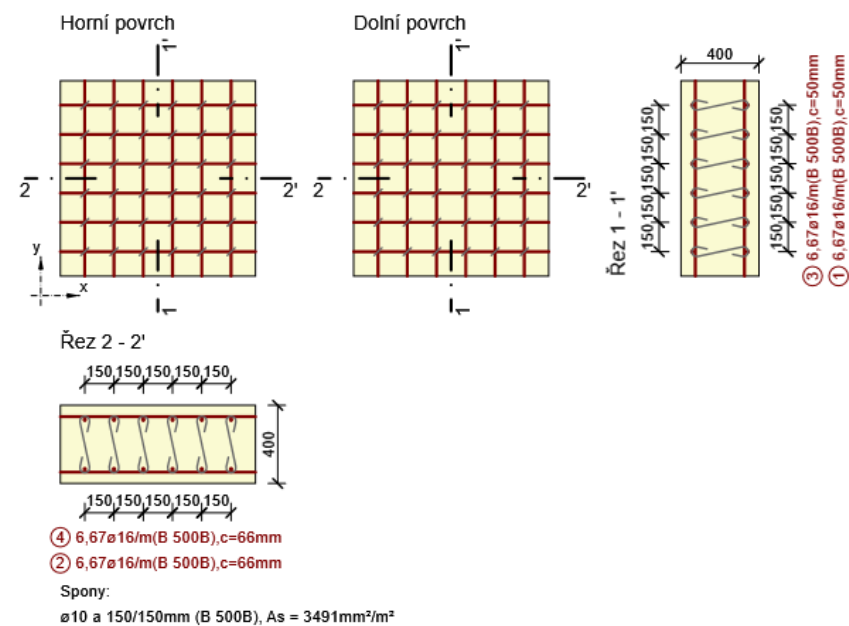 Horní povrch
Dolní povrch
1'
1'
400
2
2'
2
2'
y
x
1
1
150,150,150,150,150
150,150,150,150,150
Řez 1 - 1'
3 6,67ø16/m(B 500B),c=50mm
1 6,67ø16/m(B 500B),c=50mm
Řez 2 - 2'
150,150,150,150,150
400
150,150,150,150,150
4 6,67ø16/m(B 500B),c=66mm
2 6,67ø16/m(B 500B),c=66mm
Spony:
ø10 a 150/150mm (B 500B), As = 3491mm²/m²